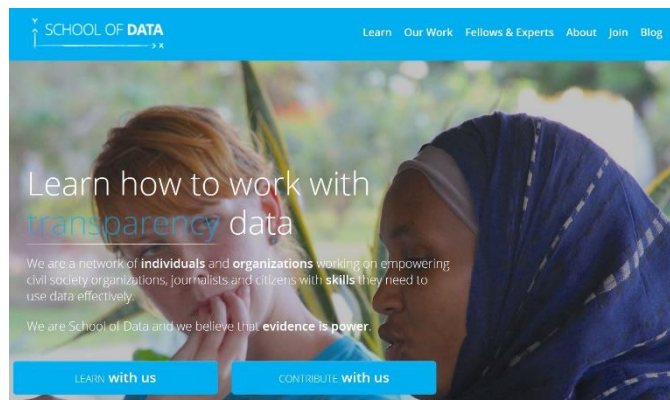 Y
SCHOOL OF DATA
X
Learn Our Work Fellows & Experts About Join Blog
Learn how to work with
transparency data
We are a network of individuals and organizations working on empowering
civil society organizations, journalists and citizens with skills they need to
use data effectively.
We are School of Data and we believe that evidence is power.
LEARN with us
CONTRIBUTE with us